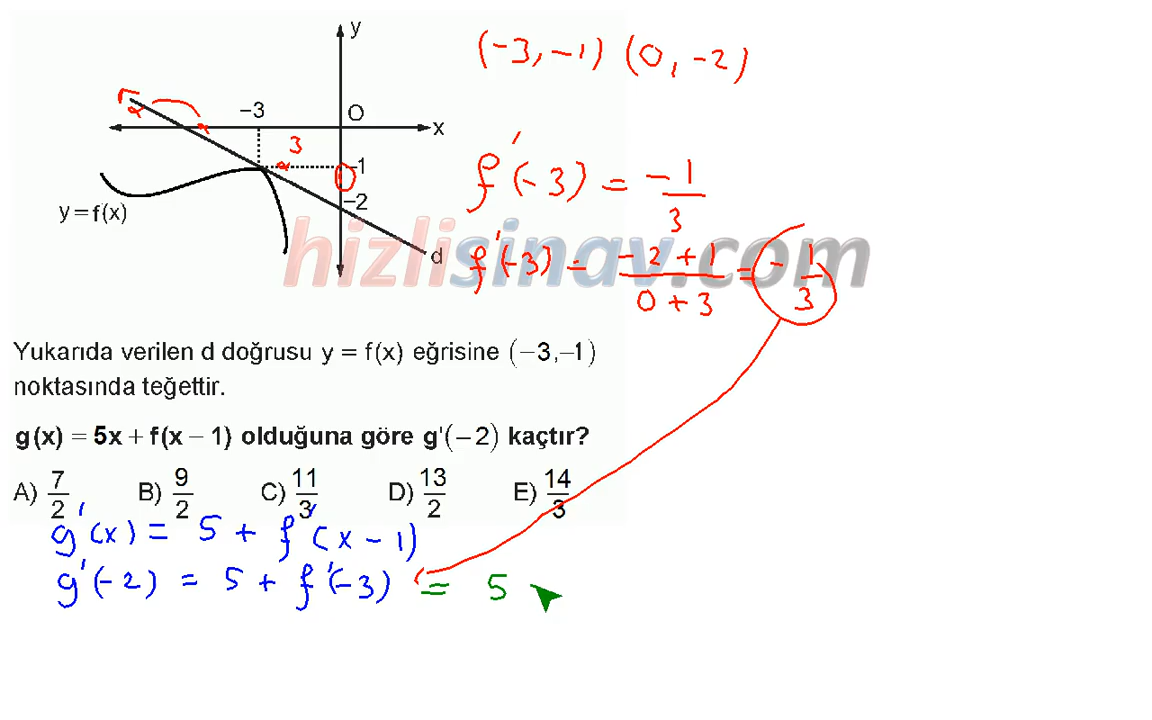 y
(-3, -1) (0, -2)
-3
O
x
3
-1
f'(-3) = -1/3
-2
y = f(x)
hizlisinav.com
d
f'(-3) = -2+1/0+3 = -1/3
Yukarıda verilen d doğrusu y = f(x) eğrisine (-3,-1)
noktasında teğettir.
g(x) = 5x + f(x - 1) olduğuna göre g'(-2) kaçtır?
A) 7/2 B) 9/2 C) 11/3 D) 13/2 E) 14/3
g'(x) = 5 + f'(x - 1)
g'(-2) = 5 + f'(-3) = 5